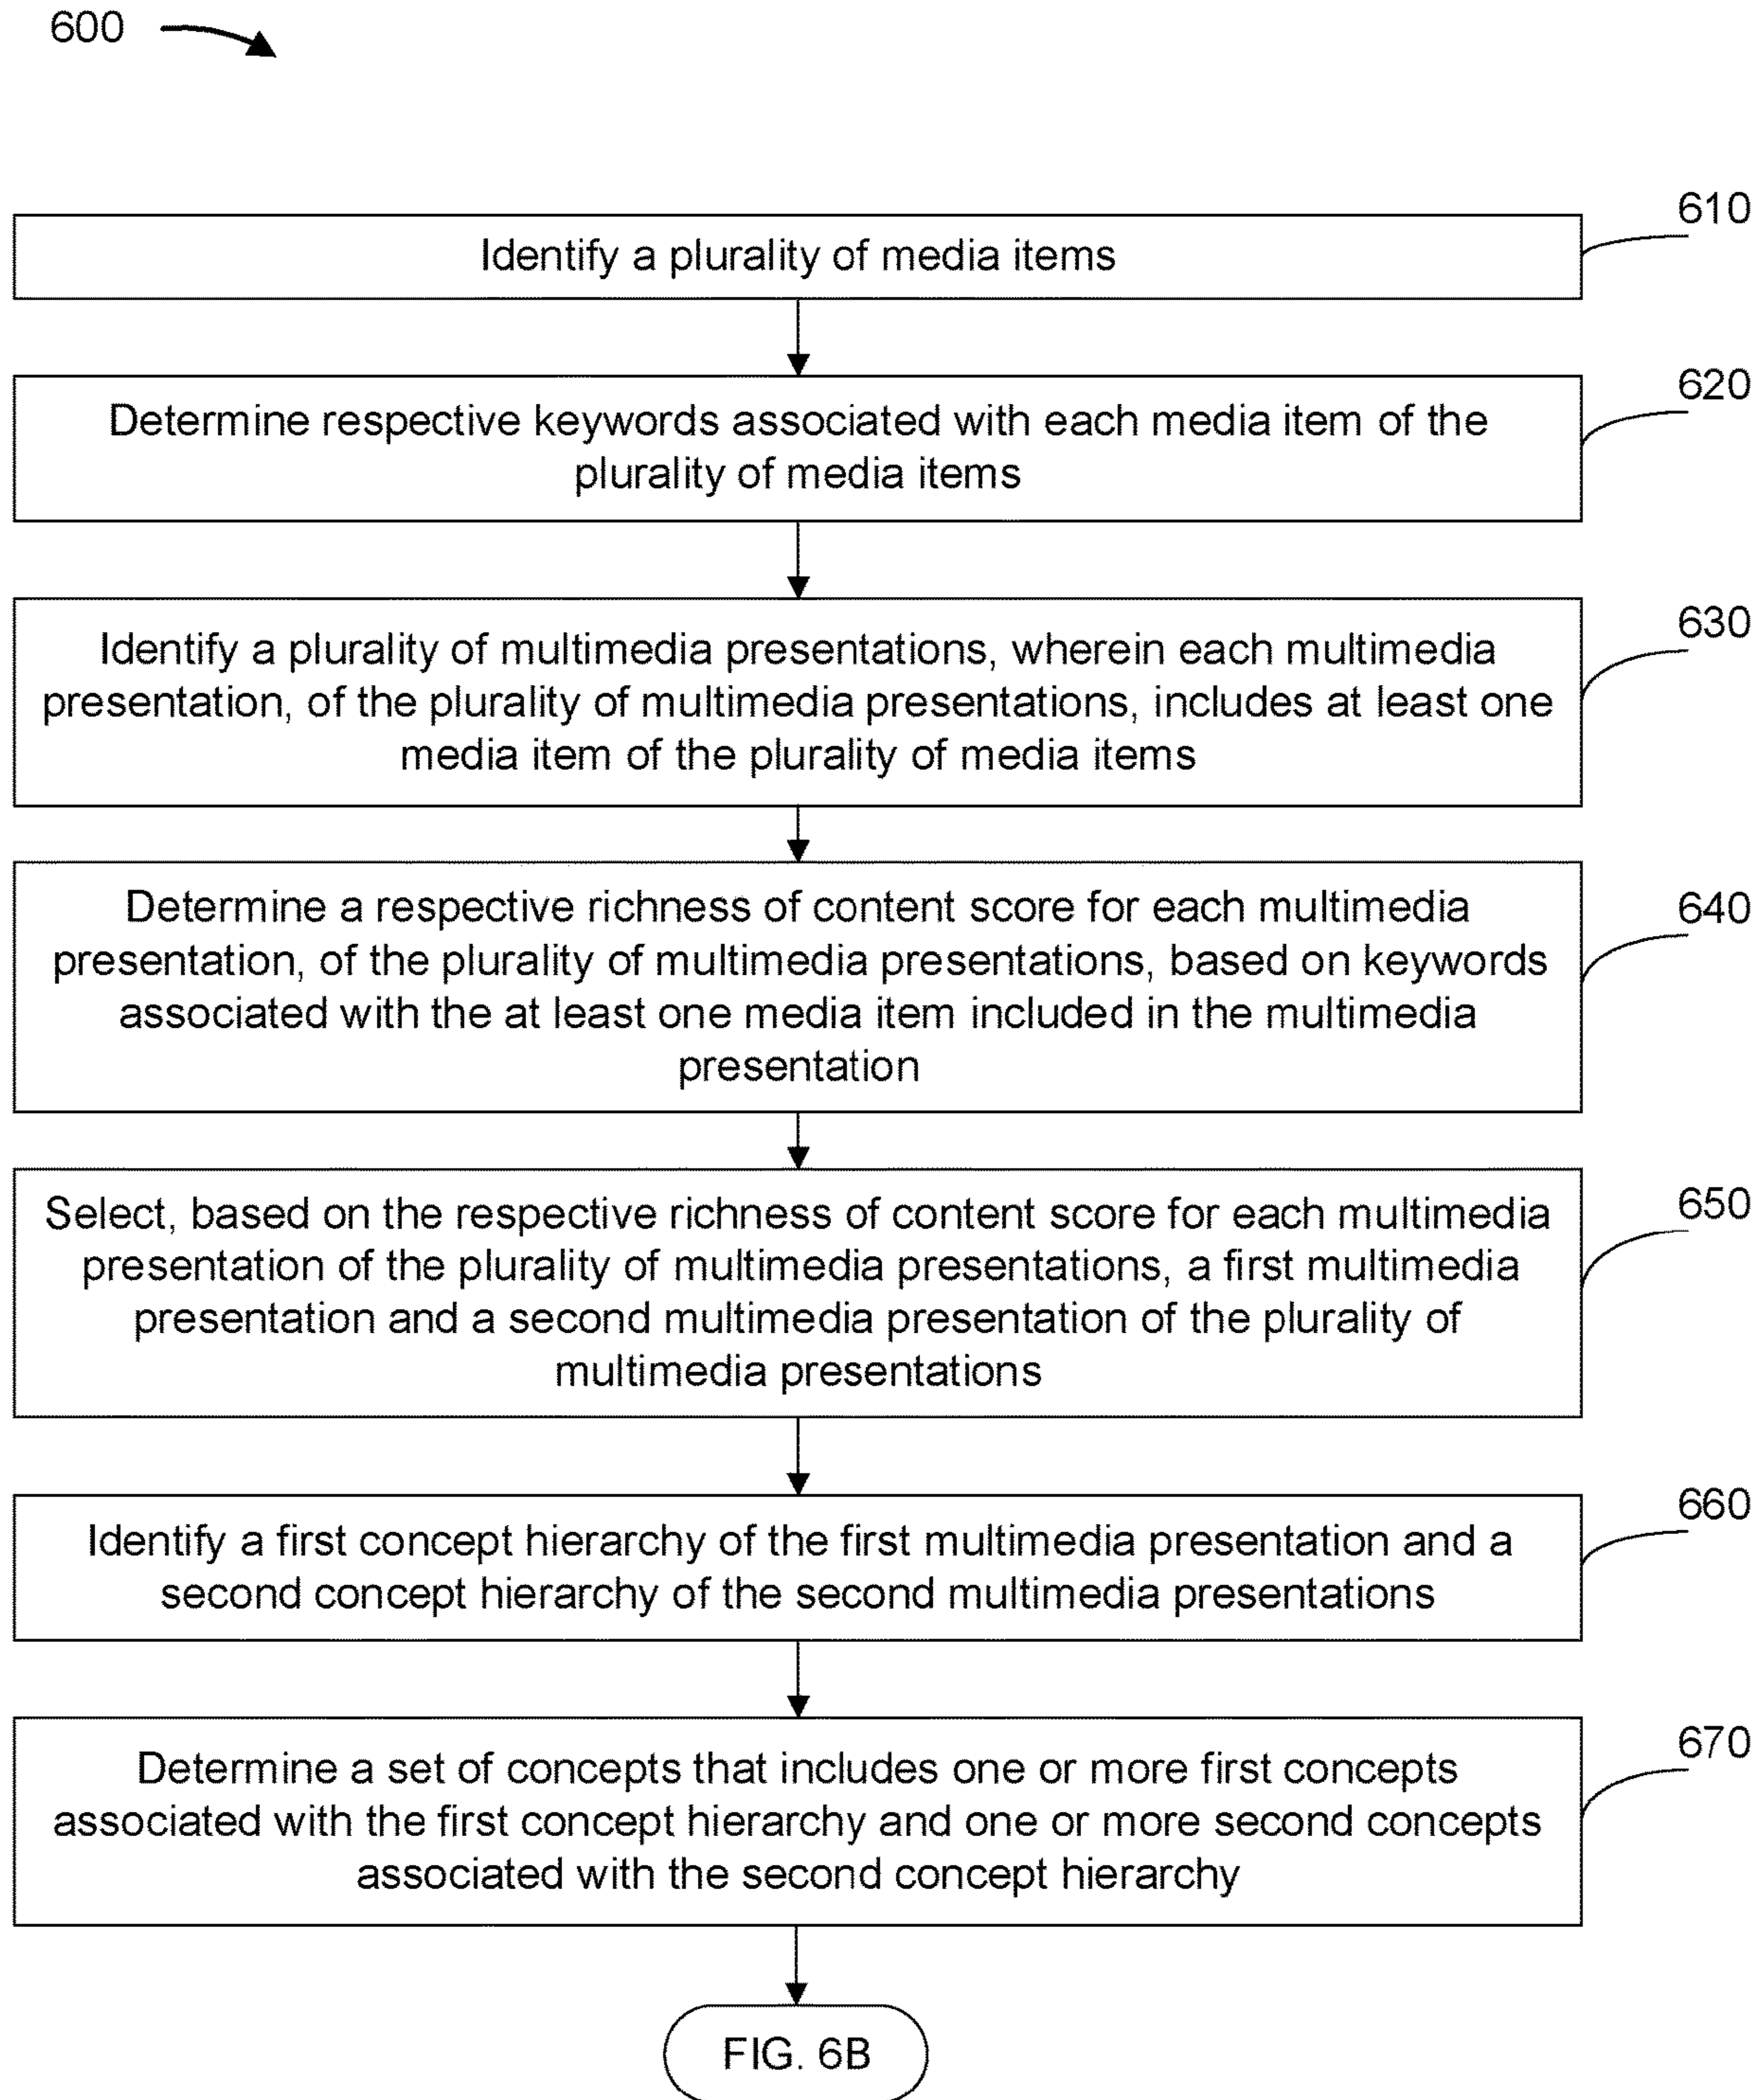 600
610
Identify a plurality of media items
620
Determine respective keywords associated with each media item of the
plurality of media items
630
Identify a plurality of multimedia presentations, wherein each multimedia
presentation, of the plurality of multimedia presentations, includes at least one
media item of the plurality of media items
640
Determine a respective richness of content score for each multimedia
presentation, of the plurality of multimedia presentations, based on keywords
associated with the at least one media item included in the multimedia
presentation
650
Select, based on the respective richness of content score for each multimedia
presentation of the plurality of multimedia presentations, a first multimedia
presentation and a second multimedia presentation of the plurality of
multimedia presentations
660
Identify a first concept hierarchy of the first multimedia presentation and a
second concept hierarchy of the second multimedia presentations
670
Determine a set of concepts that includes one or more first concepts
associated with the first concept hierarchy and one or more second concepts
associated with the second concept hierarchy
FIG. 6B